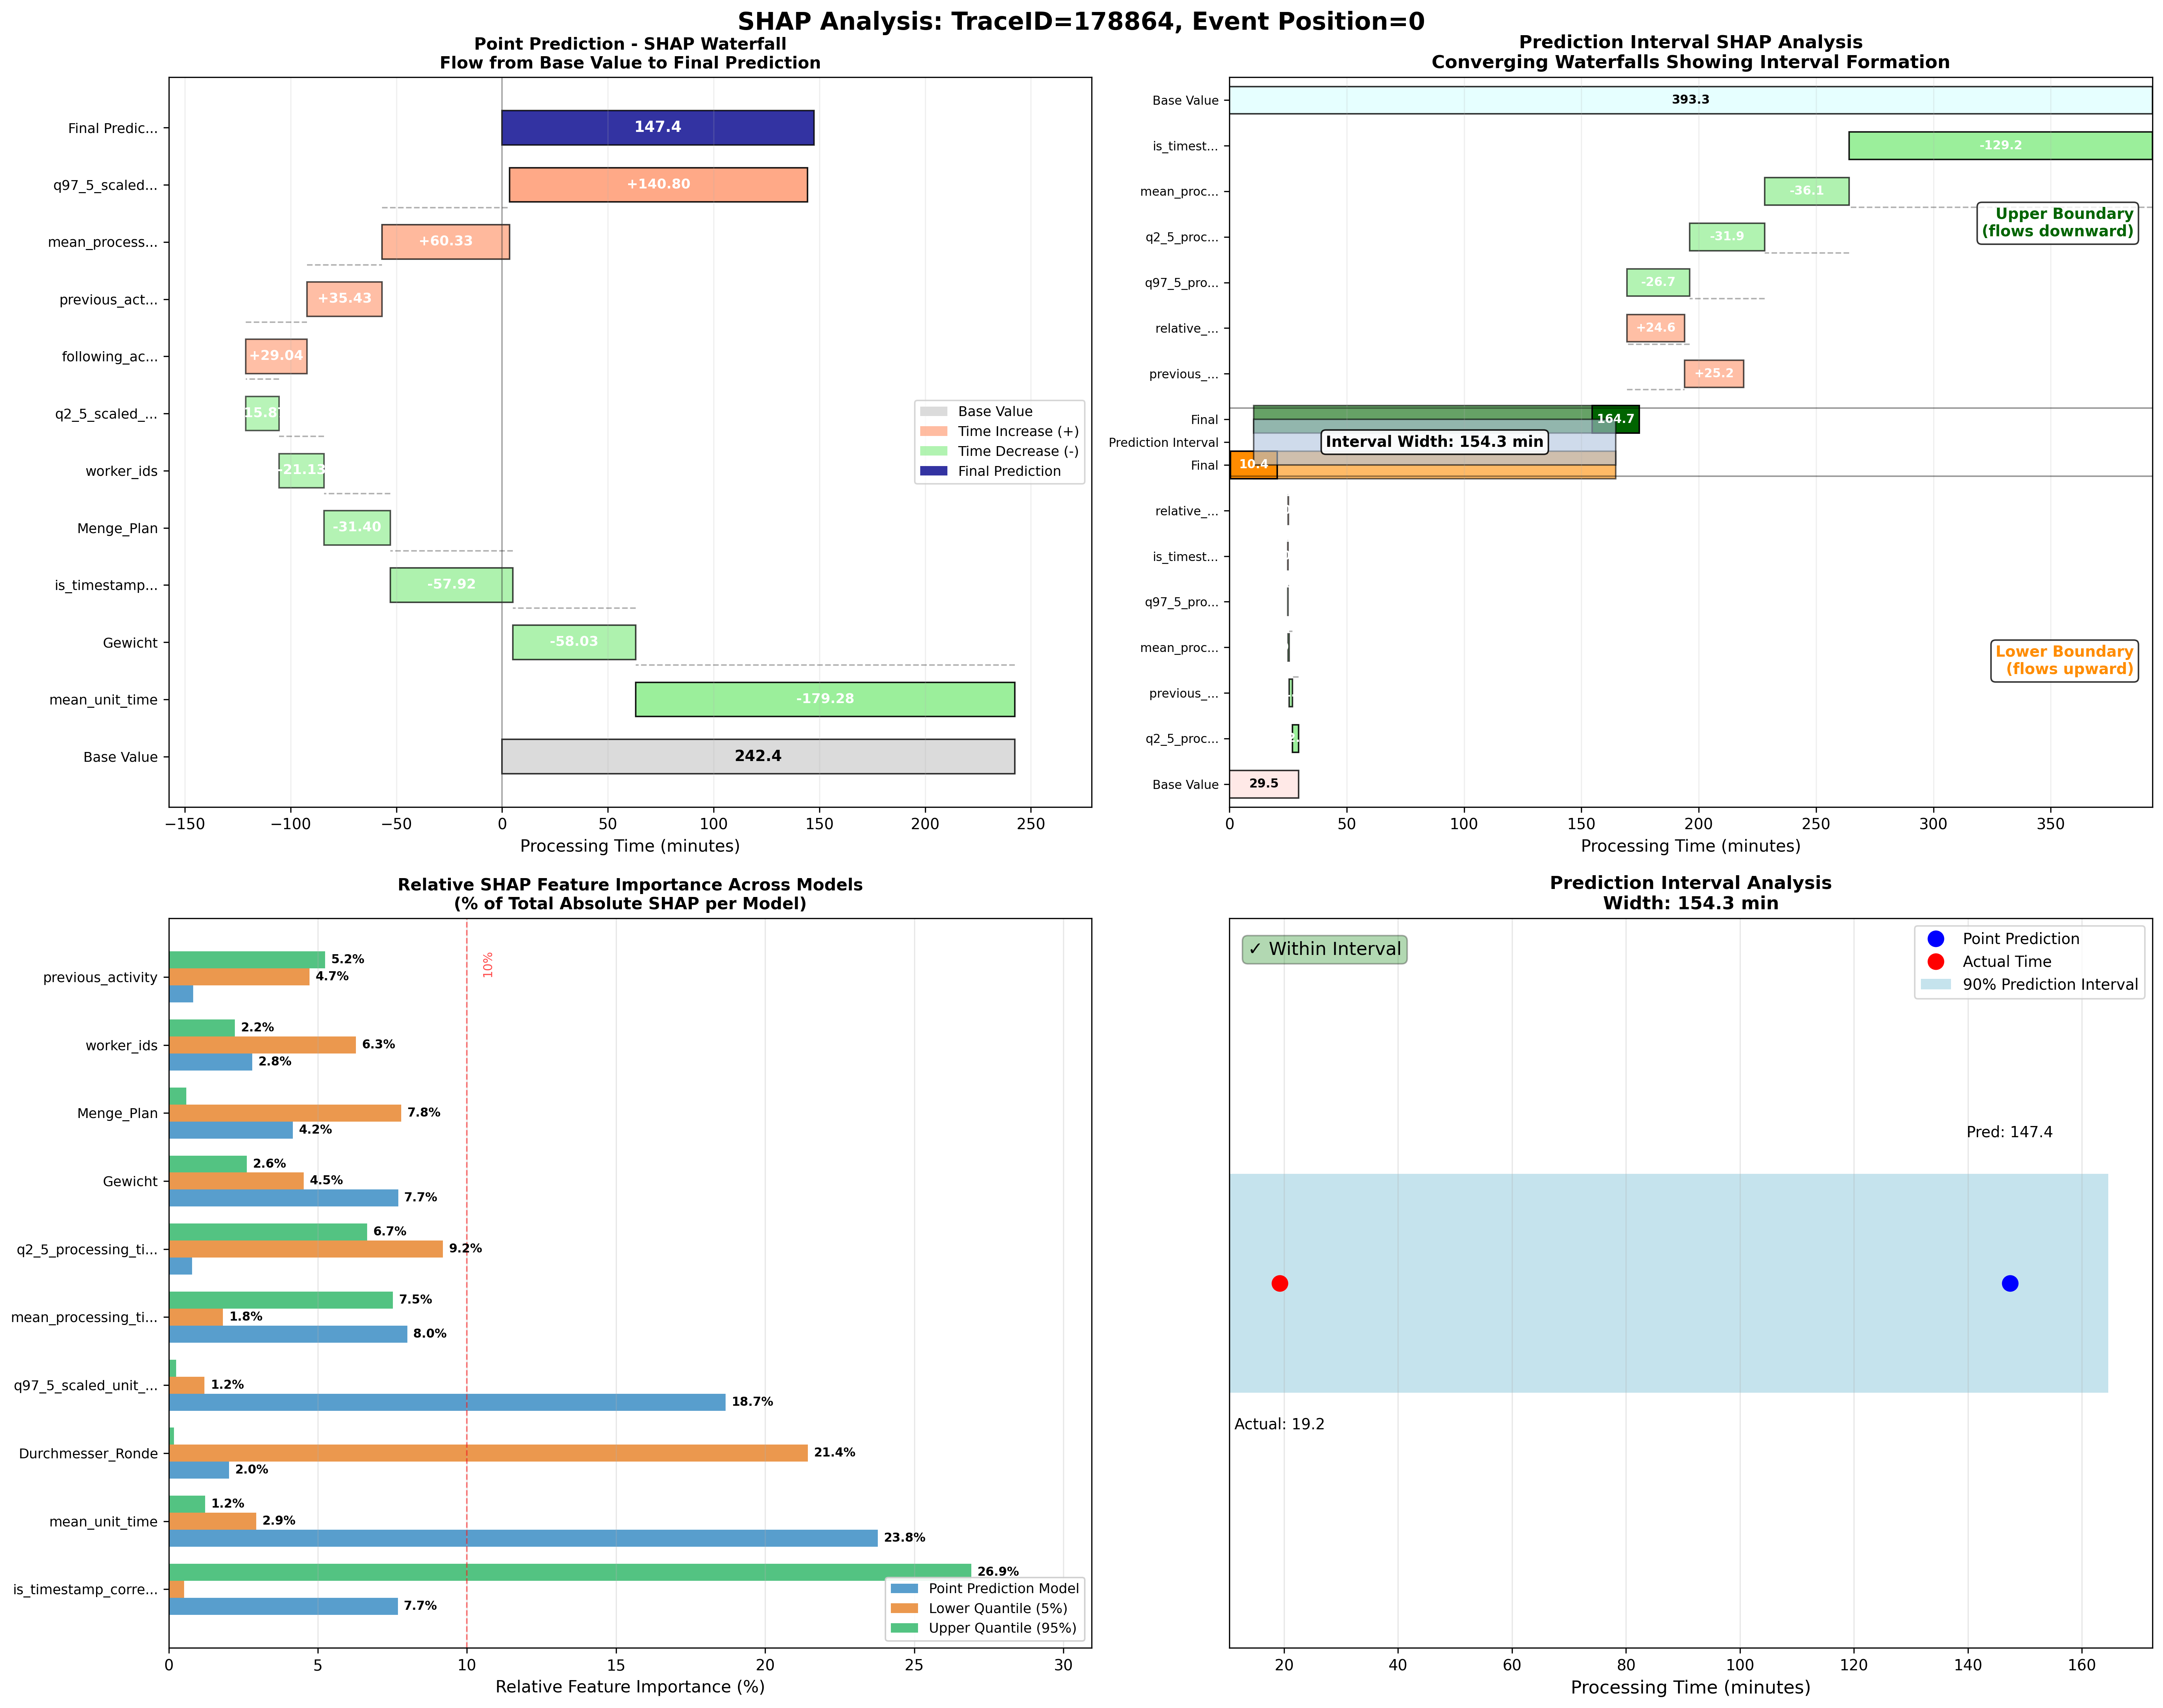 SHAP Analysis: TraceID=178864, Event Position=0
Point Prediction - SHAP Waterfall
Flow from Base Value to Final Prediction
Final Predic...
147.4
q97_5_scaled...
+140.80
mean_process...
+60.33
previous_act...
+35.43
following_ac...
+29.04
q2_5_scaled_...
worker_ids
-21.13
Menge_Plan
-31.40
is_timestamp...
-57.92
Gewicht
-58.03
mean_unit_time
-179.28
Base Value
242.4
Base Value
Time Increase (+)
Time Decrease (-)
Final Prediction
−150
−100
−50
0
50
100
150
200
250
Processing Time (minutes)
Prediction Interval SHAP Analysis
Converging Waterfalls Showing Interval Formation
Base Value
393.3
is_timest...
-129.2
mean_proc...
-36.1
q2_5_proc...
-31.9
q97_5_pro...
-26.7
relative_...
+24.6
previous_...
+25.2
Upper Boundary
(flows downward)
Final
164.7
Prediction Interval
Interval Width: 154.3 min
Final
10.4
relative_...
is_timest...
q97_5_pro...
mean_proc...
previous_...
q2_5_proc...
Base Value
29.5
Lower Boundary
(flows upward)
0
50
100
150
200
250
300
350
Processing Time (minutes)
Relative SHAP Feature Importance Across Models
(% of Total Absolute SHAP per Model)
10%
previous_activity
5.2%
4.7%
worker_ids
2.2%
6.3%
2.8%
Menge_Plan
7.8%
4.2%
Gewicht
2.6%
4.5%
7.7%
q2_5_processing_ti...
6.7%
9.2%
mean_processing_ti...
7.5%
1.8%
8.0%
q97_5_scaled_unit_...
1.2%
18.7%
Durchmesser_Ronde
21.4%
2.0%
mean_unit_time
1.2%
2.9%
23.8%
is_timestamp_corre...
26.9%
7.7%
Point Prediction Model
Lower Quantile (5%)
Upper Quantile (95%)
0
5
10
15
20
25
30
Relative Feature Importance (%)
Prediction Interval Analysis
Width: 154.3 min
✓ Within Interval
Point Prediction
Actual Time
90% Prediction Interval
Pred: 147.4
Actual: 19.2
20
40
60
80
100
120
140
160
Processing Time (minutes)